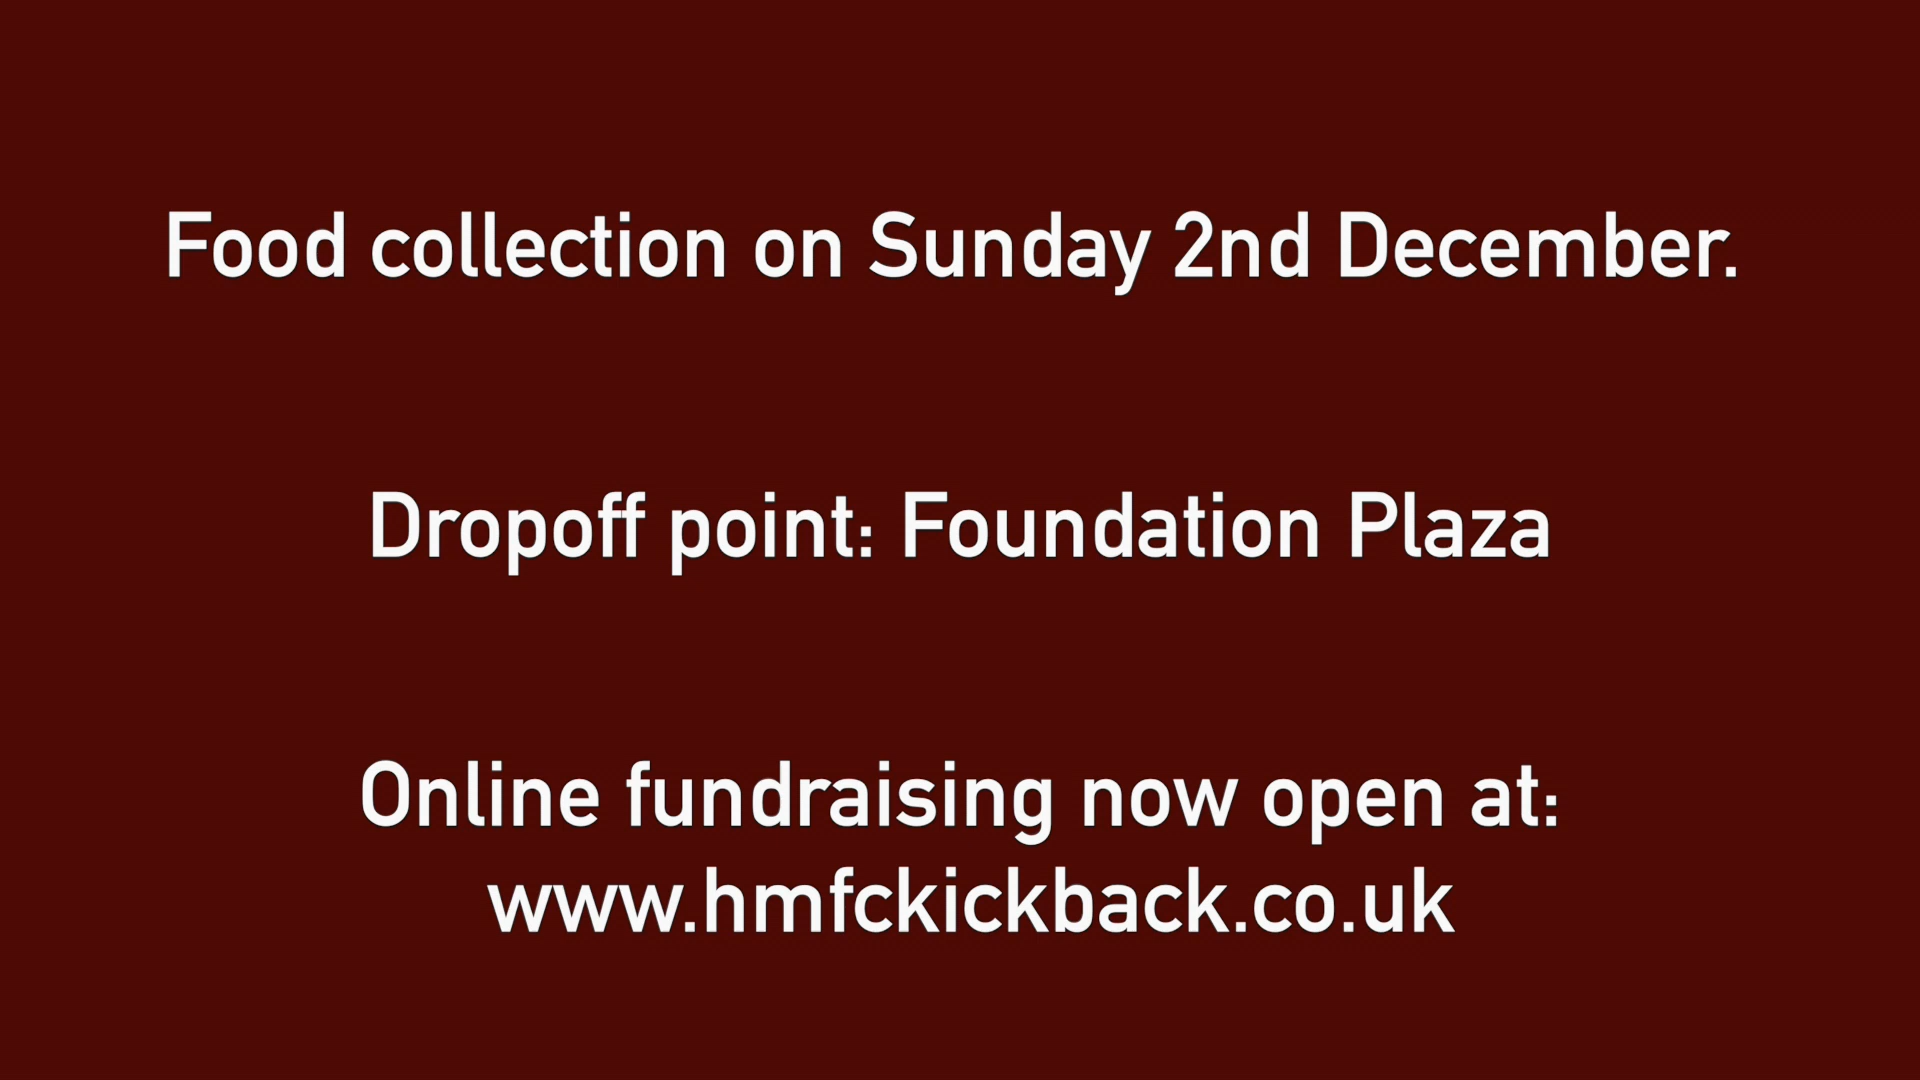 Food collection on Sunday 2nd December.
Dropoff point: Foundation Plaza
Online fundraising now open at:
www.hmfckickback.co.uk